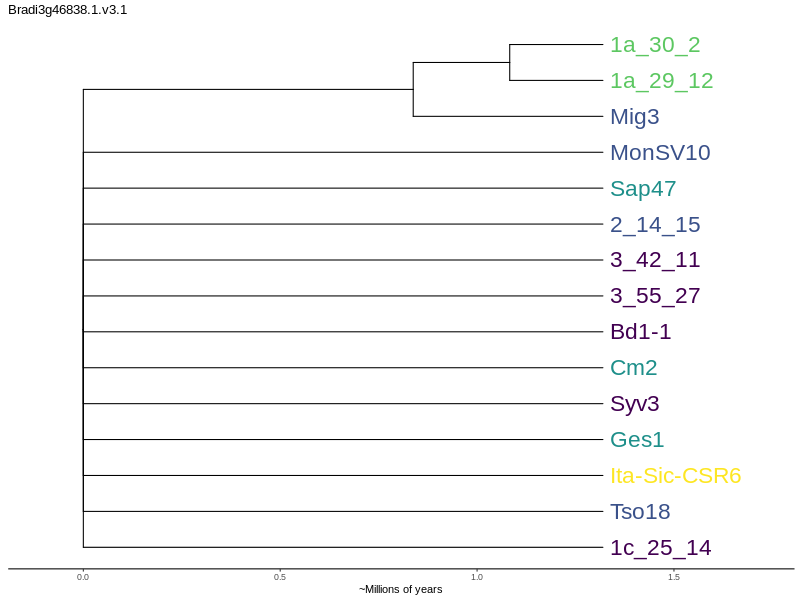 Bradi3g46838.1.v3.1
1a_30_2
1a_29_12
Mig3
MonSV10
Sap47
2_14_15
3_42_11
3_55_27
Bd1-1
Cm2
Syv3
Ges1
Ita-Sic-CSR6
Tso18
1c_25_14
0.0 0.5 1.0 1.5
~Millions of years